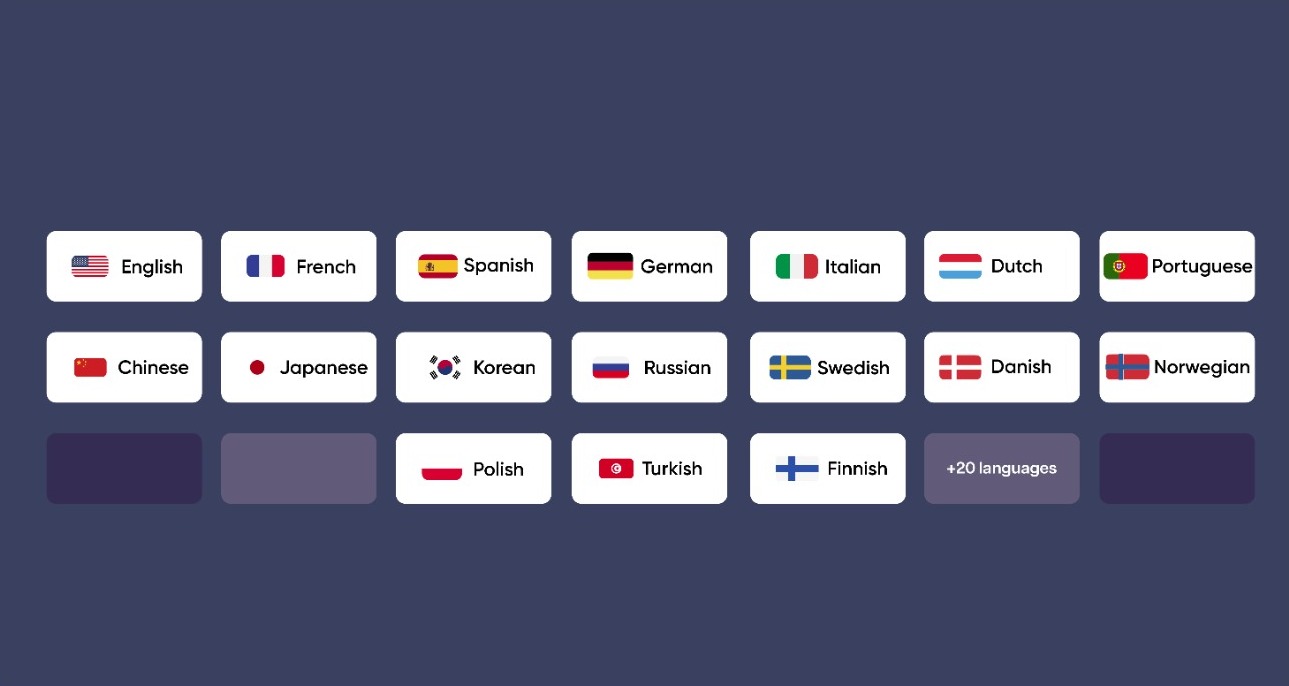 English
French
Spanish
German
Italian
Dutch
Portuguese
Chinese
Japanese
Korean
Russian
Swedish
Danish
Norwegian
Polish
Turkish
Finnish
+20 languages